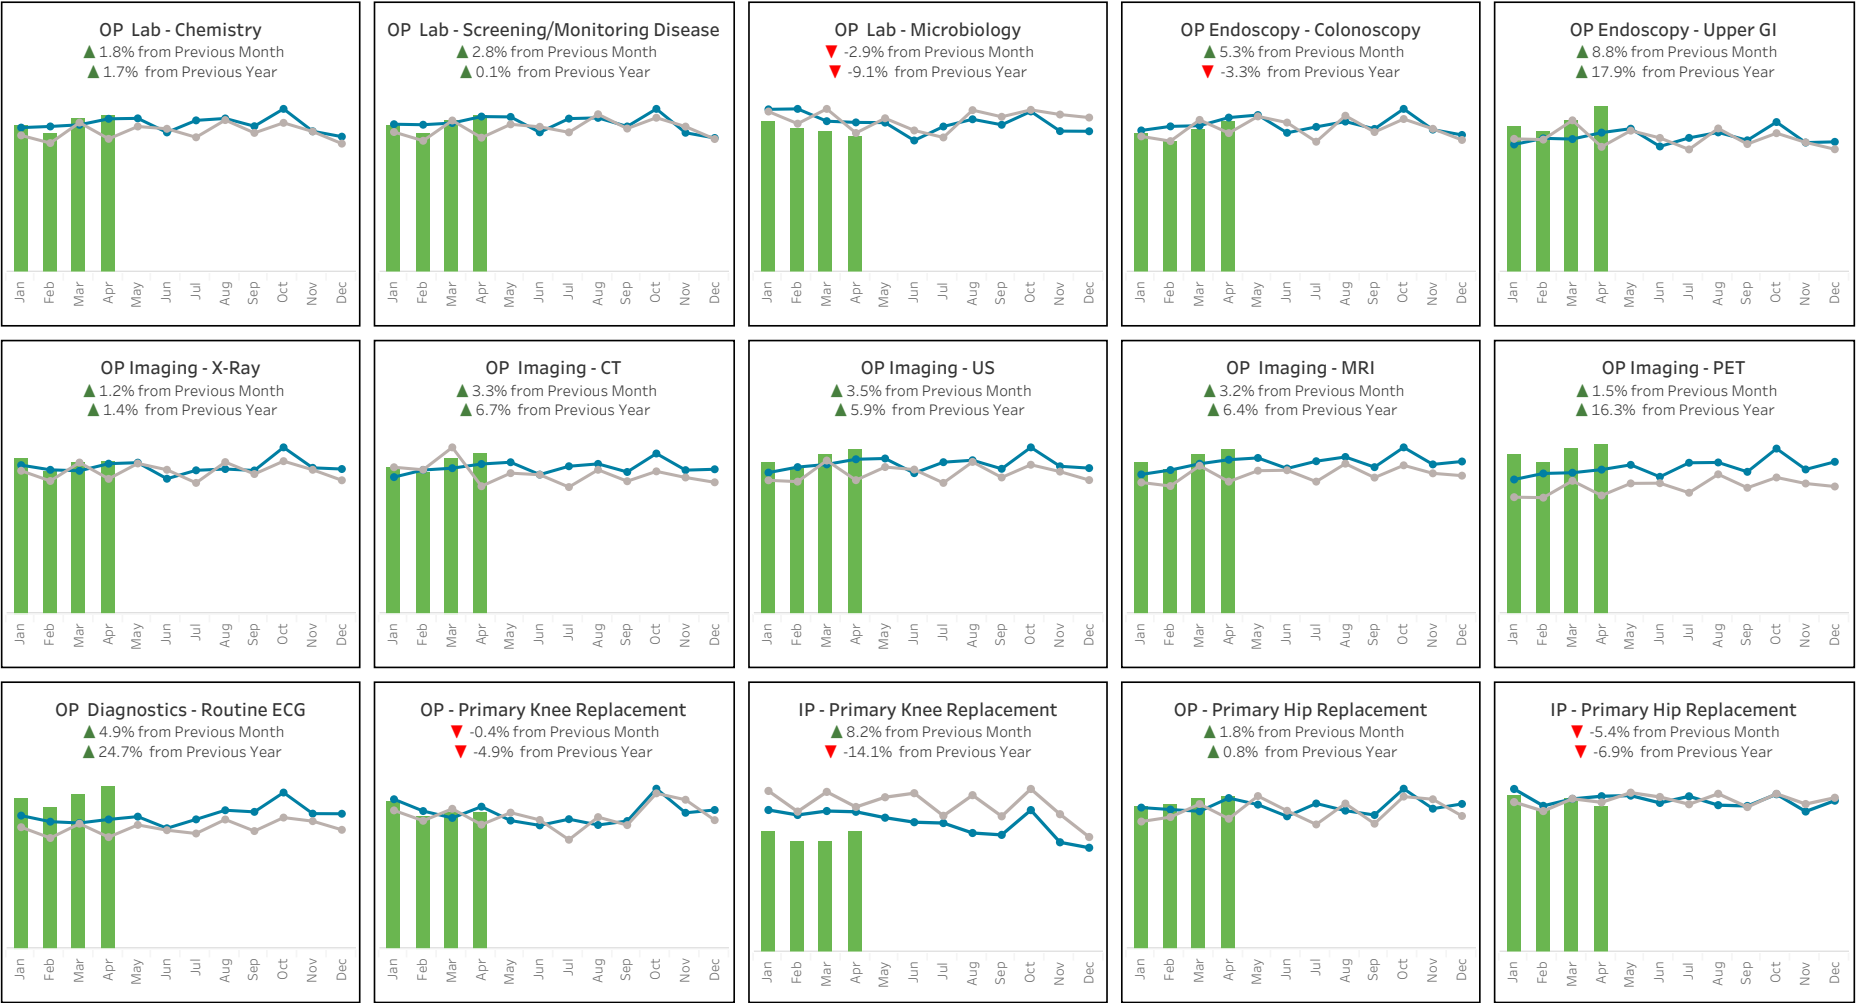 OP Lab - Chemistry
▲ 1.8% from Previous Month
▲ 1.7% from Previous Year
Jan Feb Mar Apr May Jun Jul Aug Sep Oct Nov Dec
OP Lab - Screening/Monitoring Disease
▲ 2.8% from Previous Month
▲ 0.1% from Previous Year
Jan Feb Mar Apr May Jun Jul Aug Sep Oct Nov Dec
OP Lab - Microbiology
▼ -2.9% from Previous Month
▼ -9.1% from Previous Year
Jan Feb Mar Apr May Jun Jul Aug Sep Oct Nov Dec
OP Endoscopy - Colonoscopy
▲ 5.3% from Previous Month
▼ -3.3% from Previous Year
Jan Feb Mar Apr May Jun Jul Aug Sep Oct Nov Dec
OP Endoscopy - Upper GI
▲ 8.8% from Previous Month
▲ 17.9% from Previous Year
Jan Feb Mar Apr May Jun Jul Aug Sep Oct Nov Dec
OP Imaging - X-Ray
▲ 1.2% from Previous Month
▲ 1.4% from Previous Year
Jan Feb Mar Apr May Jun Jul Aug Sep Oct Nov Dec
OP Imaging - CT
▲ 3.3% from Previous Month
▲ 6.7% from Previous Year
Jan Feb Mar Apr May Jun Jul Aug Sep Oct Nov Dec
OP Imaging - US
▲ 3.5% from Previous Month
▲ 5.9% from Previous Year
Jan Feb Mar Apr May Jun Jul Aug Sep Oct Nov Dec
OP Imaging - MRI
▲ 3.2% from Previous Month
▲ 6.4% from Previous Year
Jan Feb Mar Apr May Jun Jul Aug Sep Oct Nov Dec
OP Imaging - PET
▲ 1.5% from Previous Month
▲ 16.3% from Previous Year
Jan Feb Mar Apr May Jun Jul Aug Sep Oct Nov Dec
OP Diagnostics - Routine ECG
▲ 4.9% from Previous Month
▲ 24.7% from Previous Year
Jan Feb Mar Apr May Jun Jul Aug Sep Oct Nov Dec
OP - Primary Knee Replacement
▼ -0.4% from Previous Month
▼ -4.9% from Previous Year
Jan Feb Mar Apr May Jun Jul Aug Sep Oct Nov Dec
IP - Primary Knee Replacement
▲ 8.2% from Previous Month
▼ -14.1% from Previous Year
Jan Feb Mar Apr May Jun Jul Aug Sep Oct Nov Dec
OP - Primary Hip Replacement
▲ 1.8% from Previous Month
▲ 0.8% from Previous Year
Jan Feb Mar Apr May Jun Jul Aug Sep Oct Nov Dec
IP - Primary Hip Replacement
▼ -5.4% from Previous Month
▼ -6.9% from Previous Year
Jan Feb Mar Apr May Jun Jul Aug Sep Oct Nov Dec